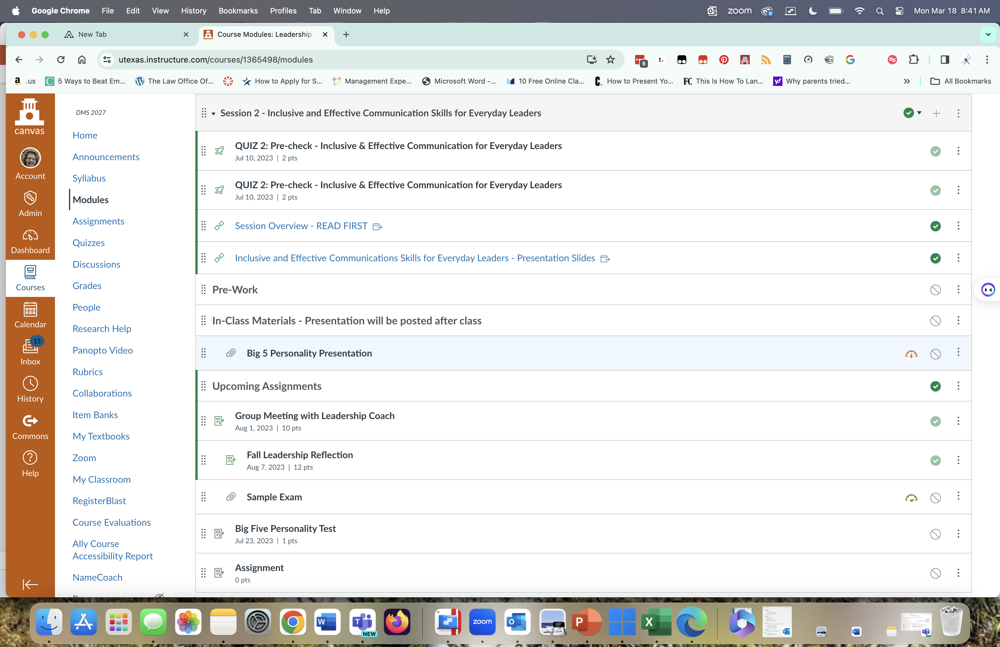 Google Chrome File Edit View History Bookmarks Profiles Tab Window Help zoom Mon Mar 18 8:41 AM
New Tab Course Modules: Leadership
utexas.instructure.com/courses/1365498/modules 5 t.
a .us C 5 Ways to Beat Em... The Law Office Of... How to Apply for S... Management Expe... Microsoft Word -... 10 Free Online Cla... C. How to Present Yo... FC This Is How To Lan... y! Why parents tried... All Bookmarks
canvas
Account
Admin
Dashboard
Courses
Calendar
15
Inbox
History
Commons
Help
DMS 2027
Home
Announcements
Syllabus
Modules
Assignments
Quizzes
Discussions
Grades
People
Research Help
Panopto Video
Rubrics
Collaborations
Item Banks
My Textbooks
Zoom
My Classroom
RegisterBlast
Course Evaluations
Ally Course
Accessibility Report
NameCoach
Session 2 - Inclusive and Effective Communication Skills for Everyday Leaders
QUIZ 2: Pre-check - Inclusive & Effective Communication for Everyday Leaders
Jul 10, 2023 | 2 pts
QUIZ 2: Pre-check - Inclusive & Effective Communication for Everyday Leaders
Jul 10, 2023 | 2 pts
Session Overview - READ FIRST
Inclusive and Effective Communications Skills for Everyday Leaders - Presentation Slides
Pre-Work
In-Class Materials - Presentation will be posted after class
Big 5 Personality Presentation
Upcoming Assignments
Group Meeting with Leadership Coach
Aug 1, 2023 | 10 pts
Fall Leadership Reflection
Aug 7, 2023 | 12 pts
Sample Exam
Big Five Personality Test
Jul 23, 2023 | 1 pts
Assignment
0 pts
W T NEW zoom O P X